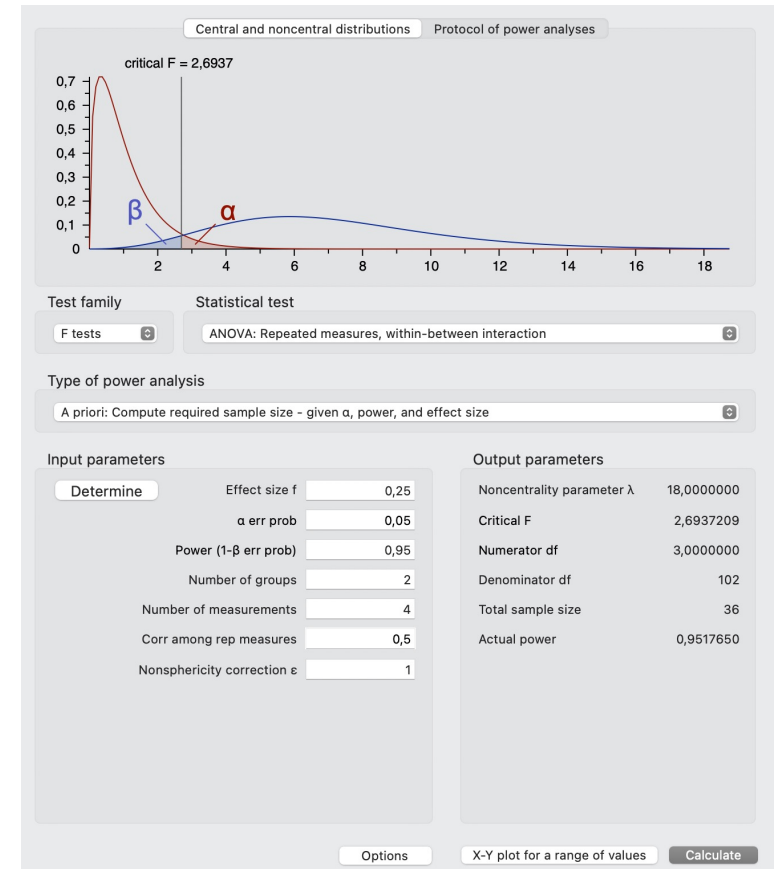 Central and noncentral distributions Protocol of power analyses
critical F = 2,6937
0,7
0,6
0,5
0,4
0,3
0,2
0,1
0
β α
2 4 6 8 10 12 14 16 18
Test family Statistical test
F tests ANOVA: Repeated measures, within-between interaction
Type of power analysis
A priori: Compute required sample size - given α, power, and effect size
Input parameters Output parameters
Determine Effect size f 0,25 Noncentrality parameter λ 18,0000000
α err prob 0,05 Critical F 2,6937209
Power (1-β err prob) 0,95 Numerator df 3,0000000
Number of groups 2 Denominator df 102
Number of measurements 4 Total sample size 36
Corr among rep measures 0,5 Actual power 0,9517650
Nonsphericity correction ε 1
Options X-Y plot for a range of values Calculate